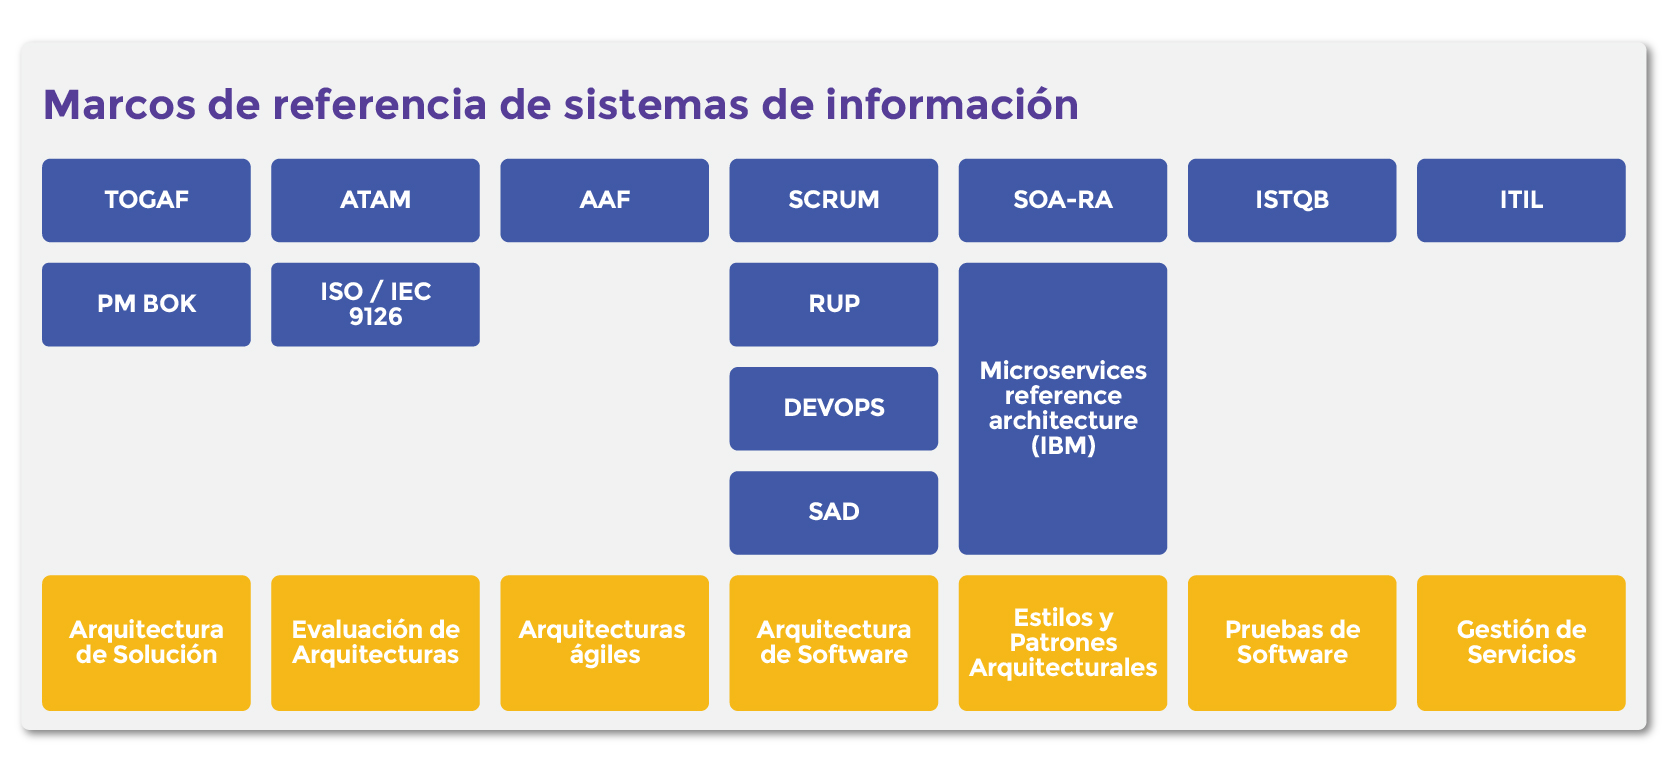 Marcos de referencia de sistemas de información
TOGAF
ATAM
AAF
SCRUM
SOA-RA
ISTQB
ITIL
PM BOK
ISO / IEC
9126
RUP
Microservices
reference
architecture
(IBM)
DEVOPS
SAD
Arquitectura
de Solución
Evaluación de
Arquitecturas
Arquitecturas
ágiles
Arquitectura
de Software
Estilos y
Patrones
Arquitecturales
Pruebas de
Software
Gestión de
Servicios